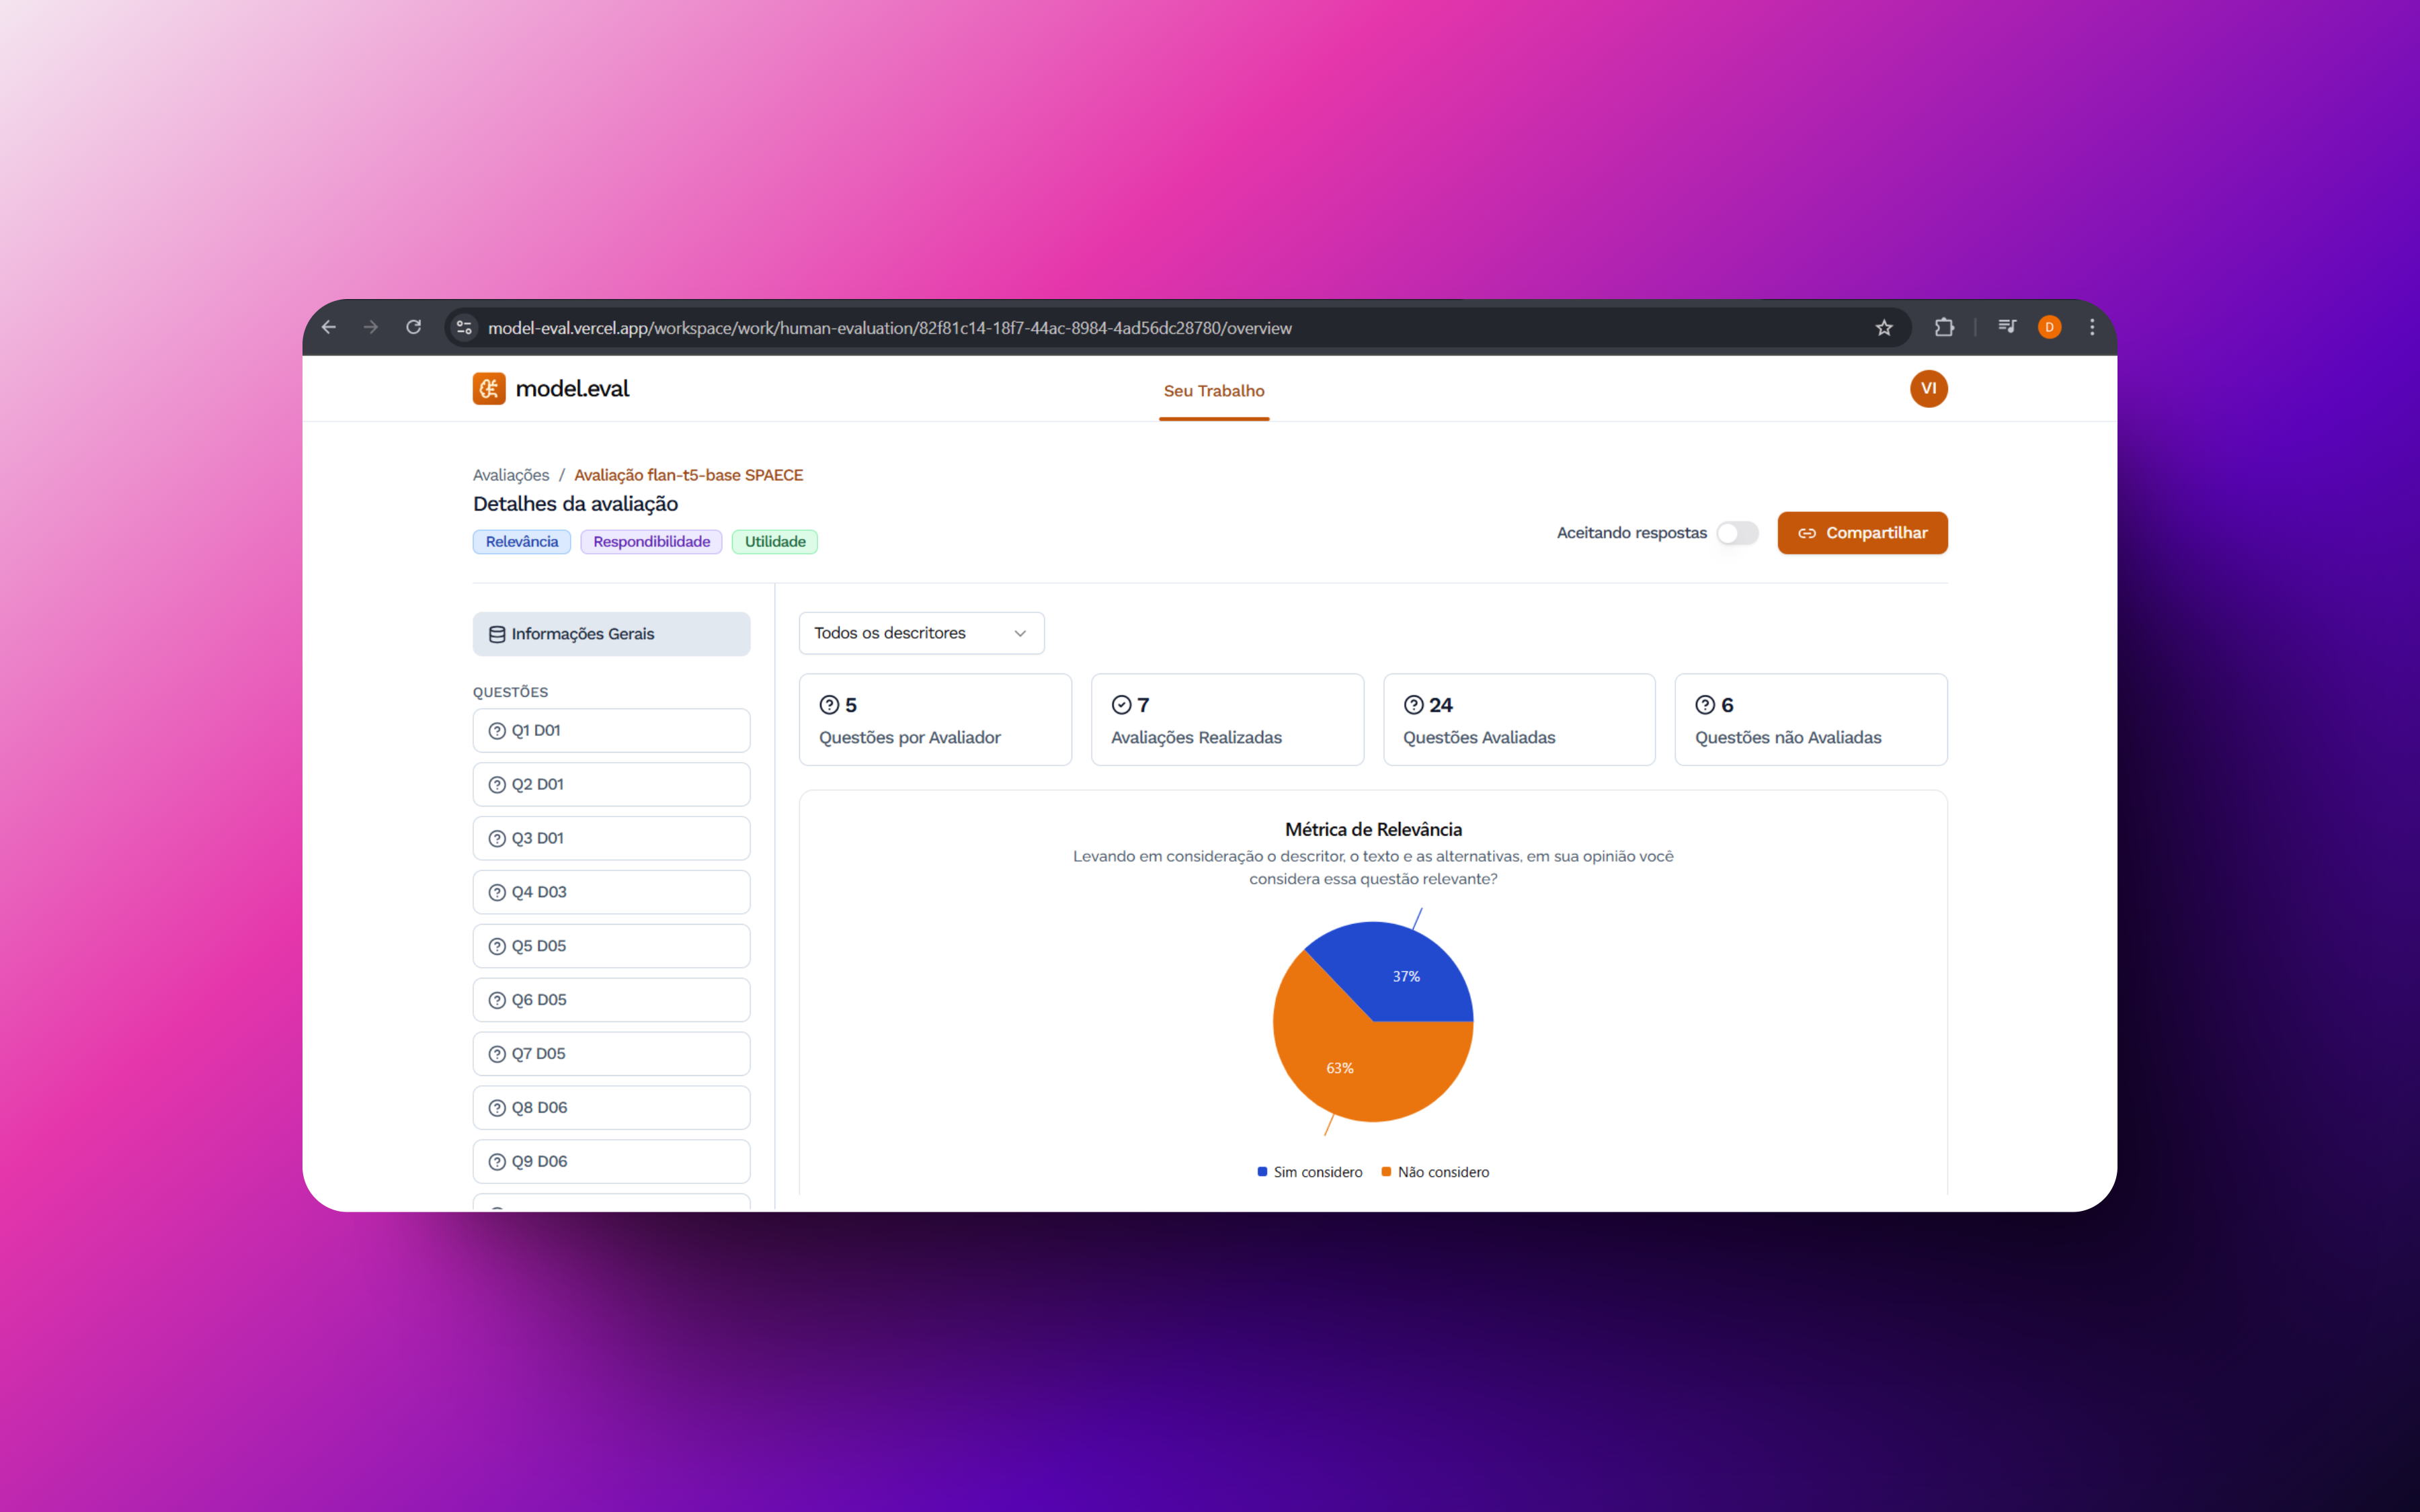 model-eval.vercel.app/workspace/work/human-evaluation/82f81c14-18f7-44ac-8984-4ad56dc28780/overview
D
model.eval
Seu Trabalho
VI
Avaliações / Avaliação flan-t5-base SPAECE
Detalhes da avaliação
Relevância Respondibilidade Utilidade
Aceitando respostas
Compartilhar
Informações Gerais
QUESTÕES
Q1 D01
Q2 D01
Q3 D01
Q4 D03
Q5 D05
Q6 D05
Q7 D05
Q8 D06
Q9 D06
Todos os descritores
5
Questões por Avaliador
7
Avaliações Realizadas
24
Questões Avaliadas
6
Questões não Avaliadas
Métrica de Relevância
Levando em consideração o descritor, o texto e as alternativas, em sua opinião você
considera essa questão relevante?
37%
63%
Sim considero Não considero